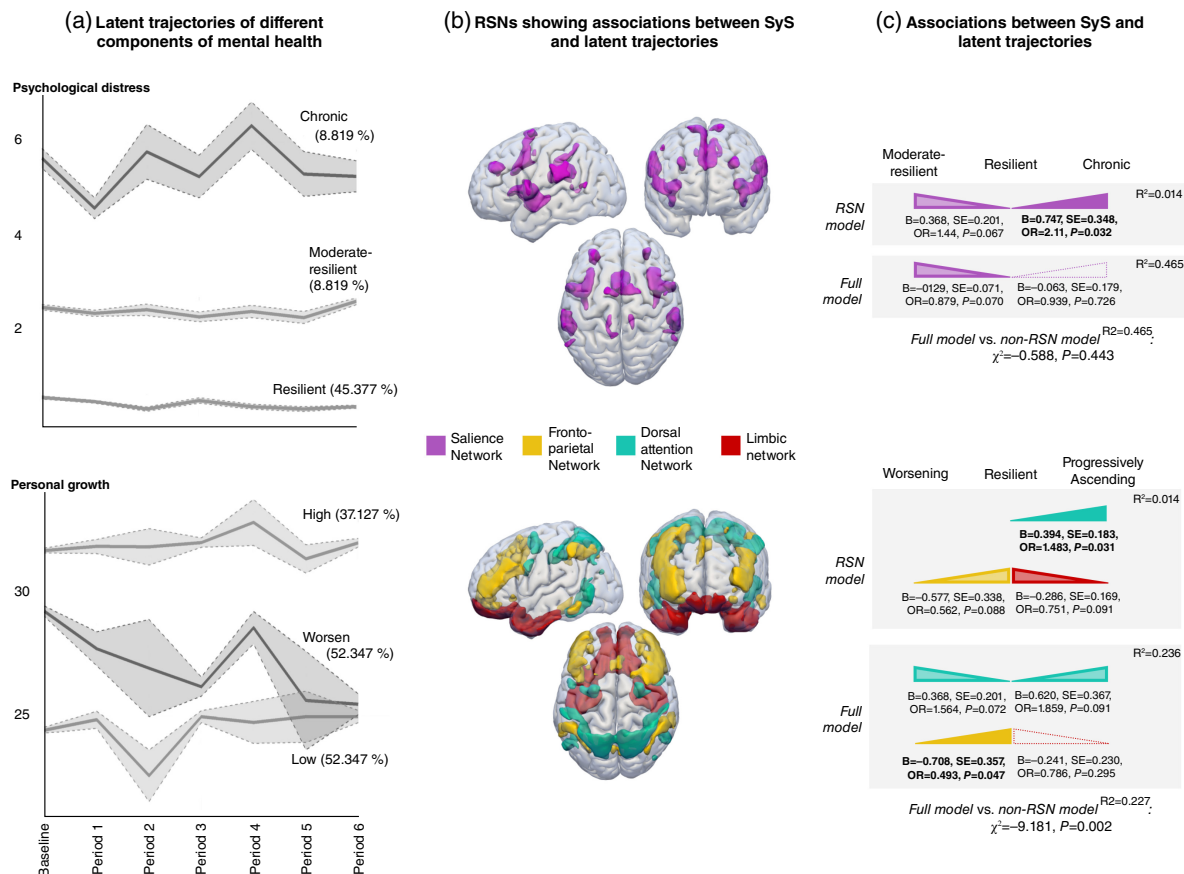 (a) Latent trajectories of different
components of mental health
Psychological distress
6
4
2
Chronic
(8.819 %)
Moderate-
resilient
(8.819 %)
Resilient (45.377 %)
Personal growth
30
25
High (37.127 %)
Worsen
(52.347 %)
Low (52.347 %)
Baseline
Period 1
Period 2
Period 3
Period 4
Period 5
Period 6
(b) RSNs showing associations between SyS
and latent trajectories
Salience
Network
Fronto-
parietal
Network
Dorsal
attention
Network
Limbic
network
(c) Associations between SyS and
latent trajectories
Moderate-
resilient
Resilient
Chronic
RSN
model
R²=0.014
B=0.368, SE=0.201,
OR=1.44, P=0.067
B=0.747, SE=0.348,
OR=2.11, P=0.032
Full
model
R²=0.465
B=–0129, SE=0.071,
OR=0.879, P=0.070
B=–0.063, SE=0.179,
OR=0.939, P=0.726
Full model vs. non-RSN model R2=0.465:
χ²=–0.588, P=0.443
Worsening
Resilient
Progressively
Ascending
RSN
model
R²=0.014
B=0.394, SE=0.183,
OR=1.483, P=0.031
B=–0.577, SE=0.338,
OR=0.562, P=0.088
B=–0.286, SE=0.169,
OR=0.751, P=0.091
Full
model
R²=0.236
B=0.368, SE=0.201,
OR=1.564, P=0.072
B=0.620, SE=0.367,
OR=1.859, P=0.091
B=–0.708, SE=0.357,
OR=0.493, P=0.047
B=–0.241, SE=0.230,
OR=0.786, P=0.295
Full model vs. non-RSN model R2=0.227:
χ²=–9.181, P=0.002